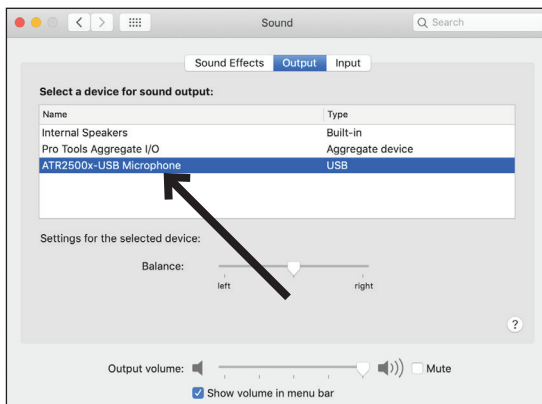 Sound
Search
Sound Effects Output Input
Select a device for sound output:
Name Type
Internal Speakers Built-in
Pro Tools Aggregate I/O Aggregate device
ATR2500x-USB Microphone USB
Settings for the selected device:
Balance:
left right
?
Output volume: Mute
Show volume in menu bar